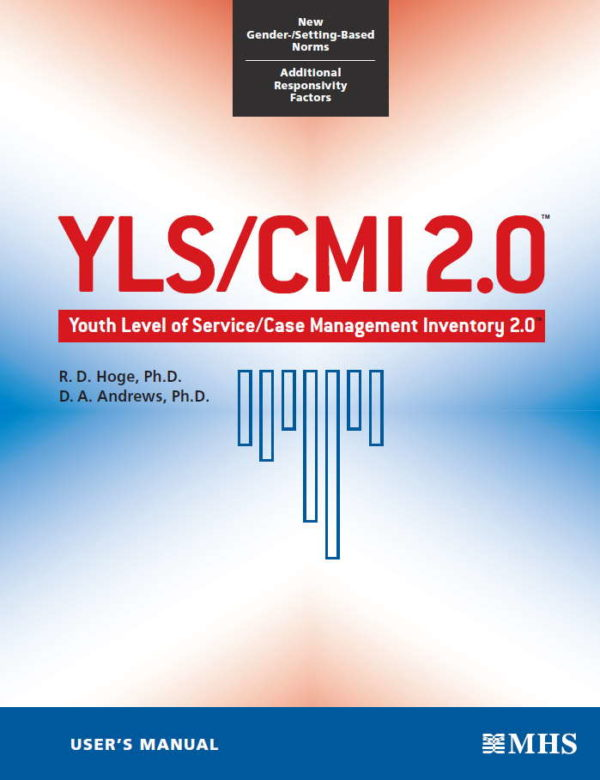 New
Gender-/Setting-Based
Norms
Additional
Responsivity
Factors
YLS/CMI 2.0™
Youth Level of Service/Case Management Inventory 2.0™
R. D. Hoge, Ph.D.
D. A. Andrews, Ph.D.
USER'S MANUAL
MHS